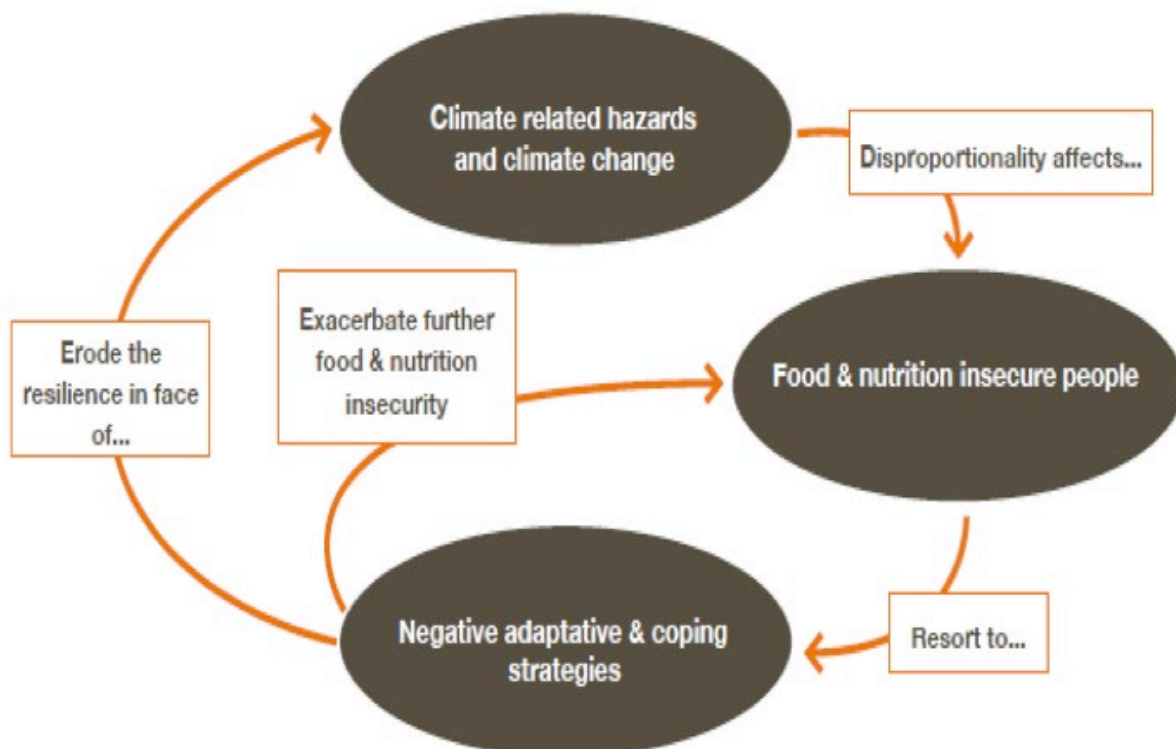 Climate related hazards
and climate change
Disproportionality affects...
Exacerbate further
food & nutrition
insecurity
Erode the
resilience in face
of...
Food & nutrition insecure people
Negative adaptative & coping
strategies
Resort to...